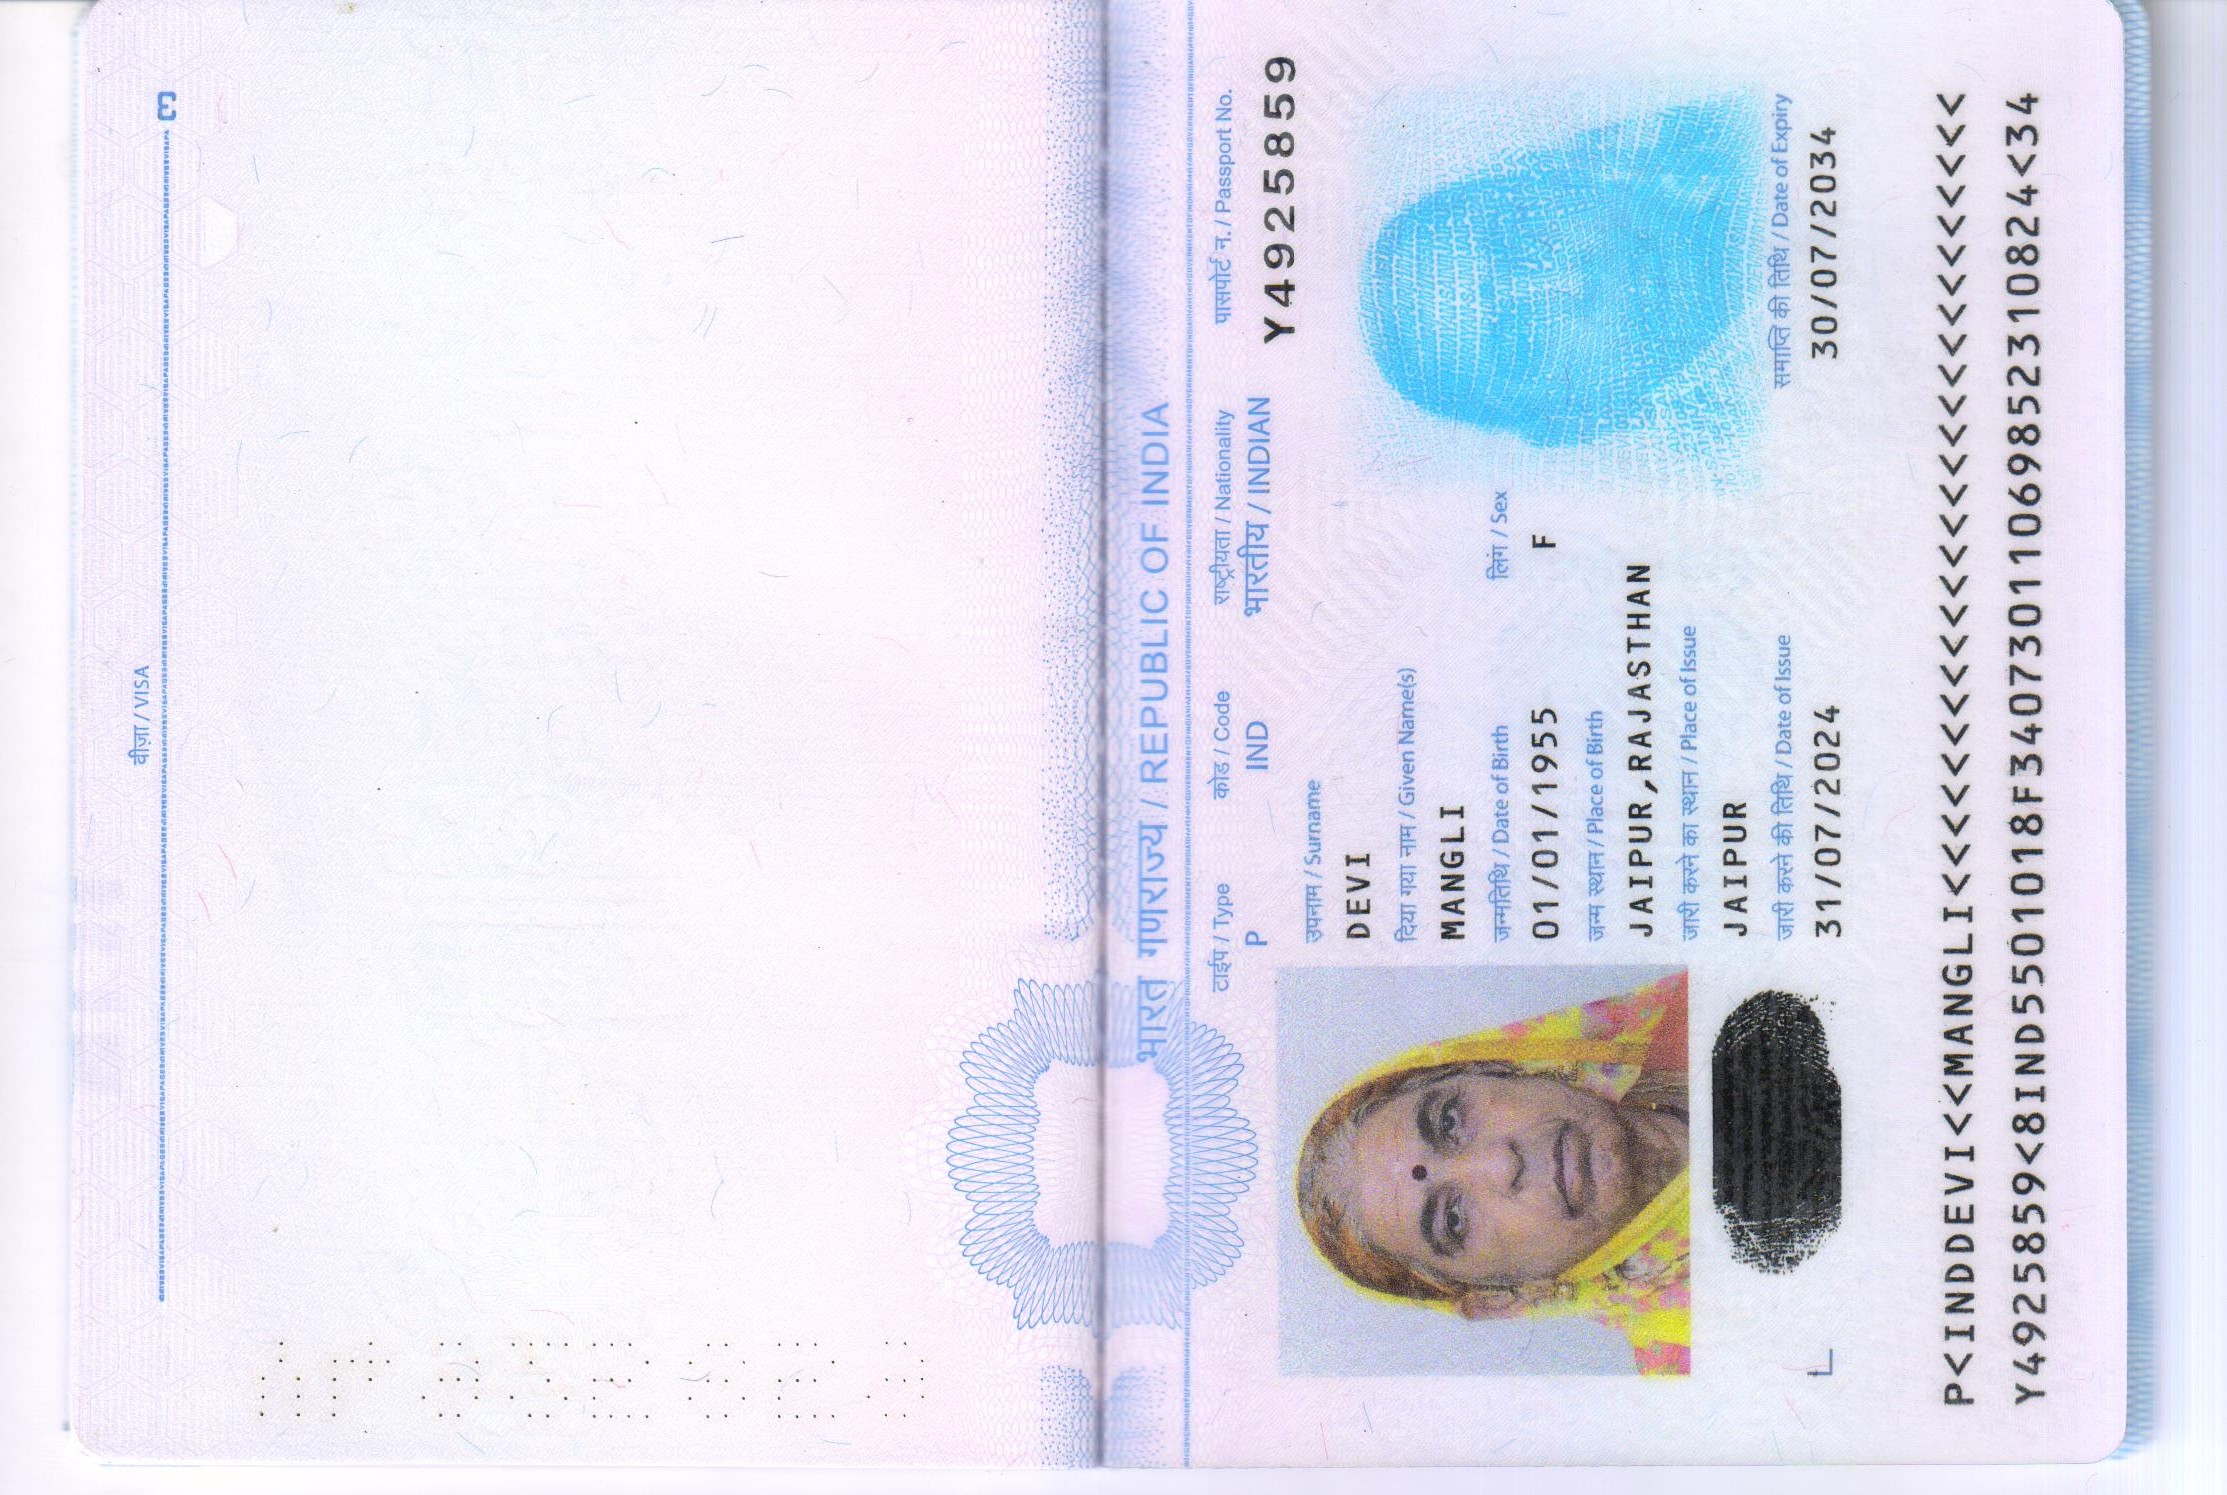 वीज़ा / VISA
3
भारत गणराज्य / REPUBLIC OF INDIA
टाईप / Type कोड / Code राष्ट्रीयता / Nationality पासपोर्ट न. / Passport No.
P IND भारतीय / INDIAN Y4925859
उपनाम / Surname
DEVI
दिया गया नाम / Given Name(s)
MANGLI
जन्मतिथि / Date of Birth लिंग / Sex
01/01/1955 F
जन्म स्थान / Place of Birth
JAIPUR,RAJASTHAN
जारी करने का स्थान / Place of Issue
JAIPUR
जारी करने की तिथि / Date of Issue समाप्ति की तिथि / Date of Expiry
31/07/2024 30/07/2034
P<INDDEVI<<MANGLI<<<<<<<<<<<<<<<<<<<<<<<<<<<
Y4925859<8IND5501018F34073011069852310824<34